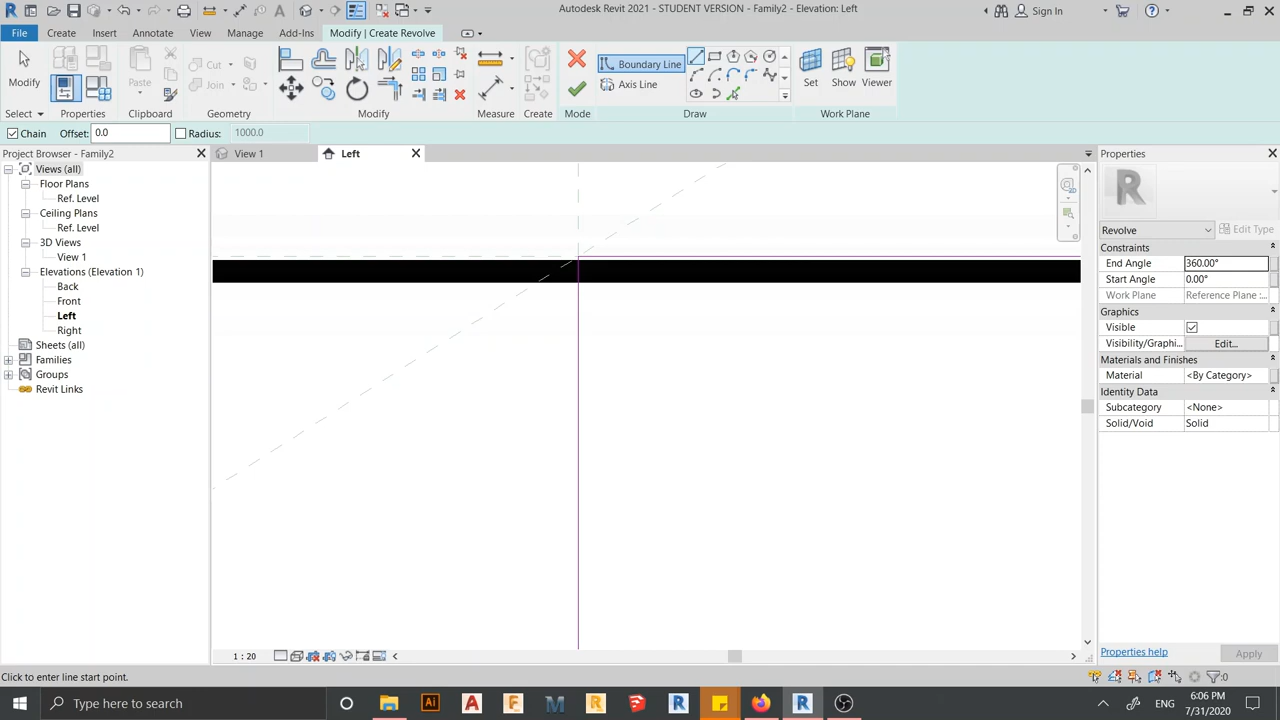 Autodesk Revit 2021 - STUDENT VERSION - Family2 - Elevation: Left
Sign In
File Create Insert Annotate View Manage Add-Ins Modify | Create Revolve
Modify
Paste
Cut
Join
Boundary Line
Axis Line
Set Show Viewer
Select Properties Clipboard Geometry Modify Measure Create Mode Draw Work Plane
Chain Offset: 0.0 Radius: 1000.0
Project Browser - Family2
View 1
Left
Properties
Views (all)
Floor Plans
Ref. Level
Ceiling Plans
Ref. Level
3D Views
View 1
Elevations (Elevation 1)
Back
Front
Left
Right
Sheets (all)
Families
Groups
Revit Links
Revolve Edit Type
Constraints
End Angle 360.00°
Start Angle 0.00°
Work Plane Reference Plane :...
Graphics
Visible
Visibility/Graphi... Edit...
Materials and Finishes
Material <By Category>
Identity Data
Subcategory <None>
Solid/Void Solid
Properties help Apply
1 : 20
Click to enter line start point.
:0
Type here to search
ENG
6:06 PM
7/31/2020